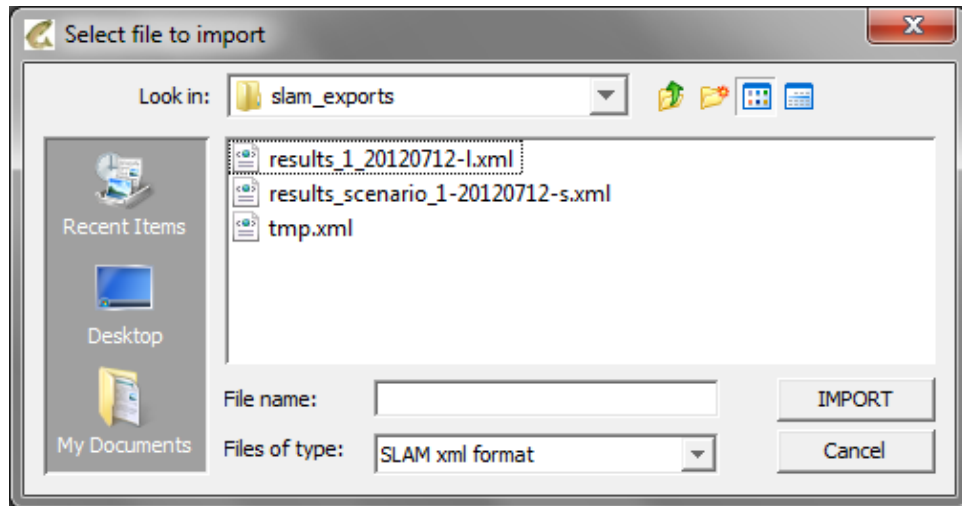 Select file to import
Look in: slam_exports
results_1_20120712-l.xml
results_scenario_1-20120712-s.xml
tmp.xml
Recent Items
Desktop
My Documents
File name:
IMPORT
Files of type: SLAM xml format
Cancel